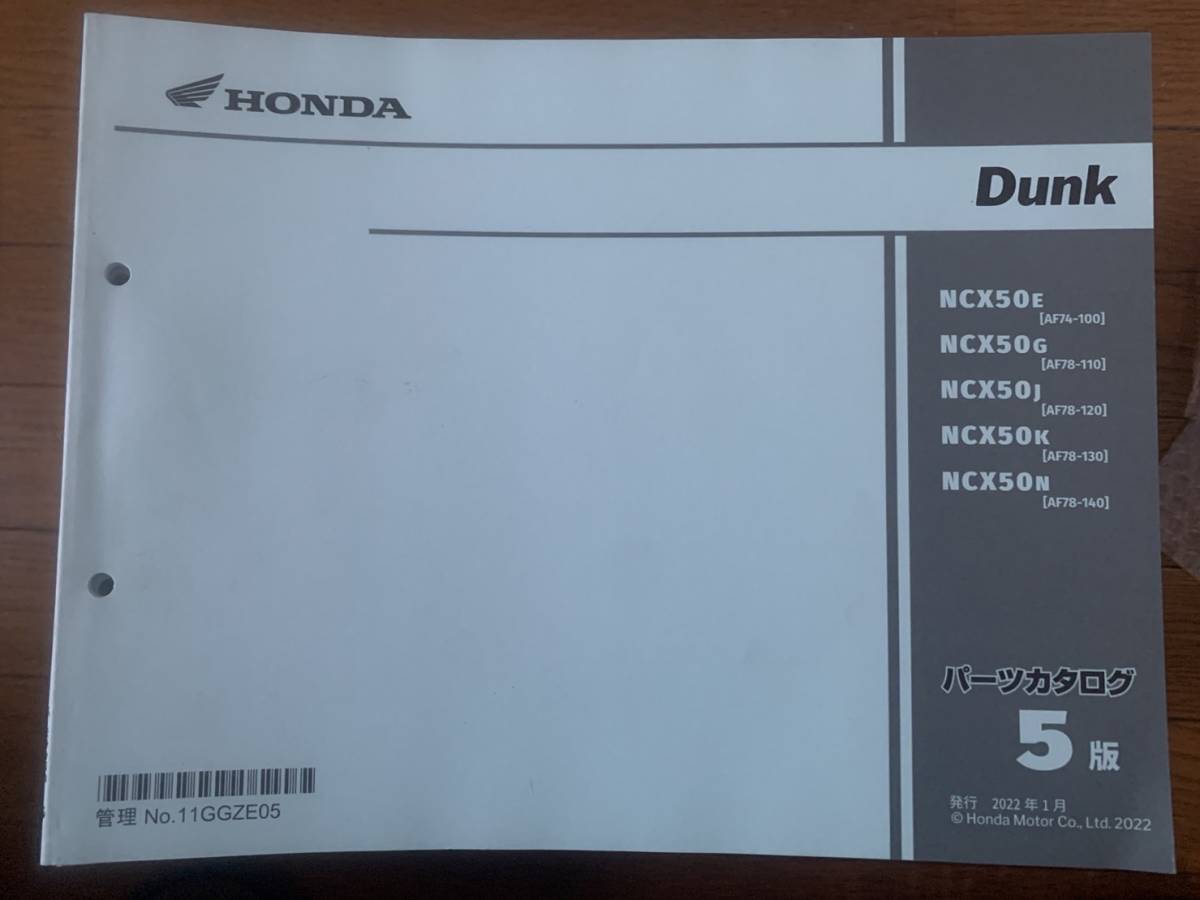 HONDA
Dunk
NCX50E
[AF74-100]
NCX50G
[AF78-110]
NCX50J
[AF78-120]
NCX50K
[AF78-130]
NCX50N
[AF78-140]
パーツカタログ
5版
発行 2022年1月
© Honda Motor Co., Ltd. 2022
管理 No.11GGZE05